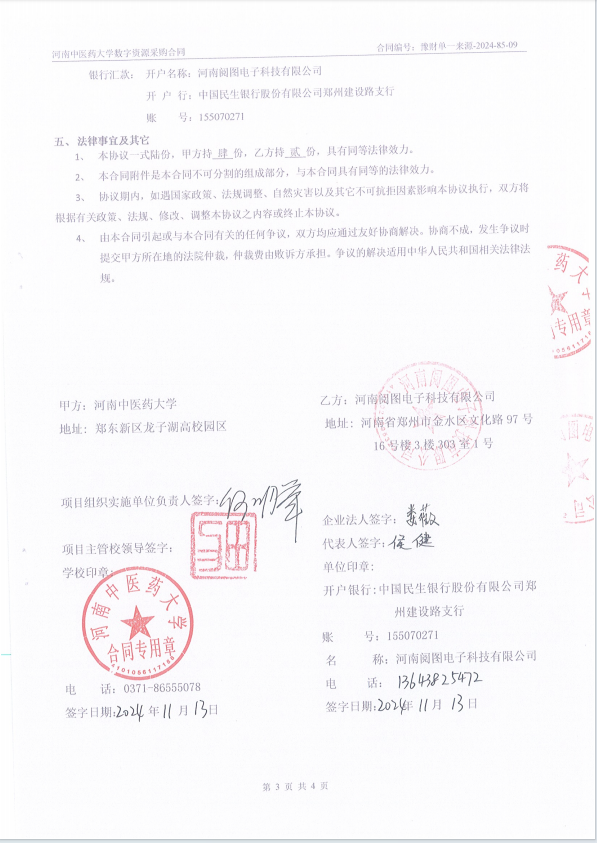 河南中医药大学数字资源采购合同 合同编号：豫财单一来源-2024-85-09
银行汇款： 开户名称：河南阅图电子科技有限公司
开 户 行：中国民生银行股份有限公司郑州建设路支行
账 号：155070271
五、法律事宜及其它
1、 本协议一式陆份，甲方持 肆 份，乙方持 贰 份，具有同等法律效力。
2、 本合同附件是本合同不可分割的组成部分，与本合同具有同等的法律效力。
3、 协议期内，如遇国家政策、法规调整、自然灾害以及其它不可抗拒因素影响本协议执行，双方将
根据有关政策、法规，修改、调整本协议之内容或终止本协议。
4、 由本合同引起或与本合同有关的任何争议，双方均应通过友好协商解决。协商不成，发生争议时
提交甲方所在地的法院仲裁，仲裁费由败诉方承担。争议的解决适用中华人民共和国相关法律法
规。
甲方：河南中医药大学
地址：郑东新区龙子湖高校园区
乙方：河南阅图电子科技有限公司
地址：河南省郑州市金水区文化路 97 号
16 号楼 3 楼 303 室 1 号
项目组织实施单位负责人签字：
项目主管校领导签字：
学校印章：
河南中医药大学
合同专用章
4101056117186
电 话：0371-86555078
签字日期:2024 年 11 月 13日
企业法人签字：娄薇
代表人签字：侯健
单位印章：
开户银行:中国民生银行股份有限公司郑
州建设路支行
账 号：155070271
名 称：河南阅图电子科技有限公司
电 话： 13643825472
签字日期:2024 年 11 月 13日
第 3 页 共 4 页